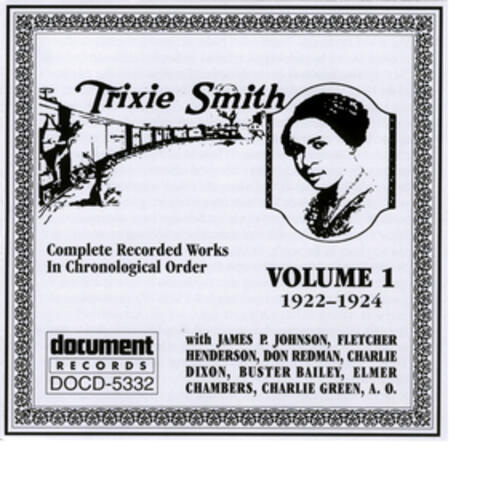 Trixie Smith
Complete Recorded Works
In Chronological Order
VOLUME 1
1922–1924
document
RECORDS
DOCD-5332
with JAMES P. JOHNSON, FLETCHER
HENDERSON, DON REDMAN, CHARLIE
DIXON, BUSTER BAILEY, ELMER
CHAMBERS, CHARLIE GREEN, A. O.